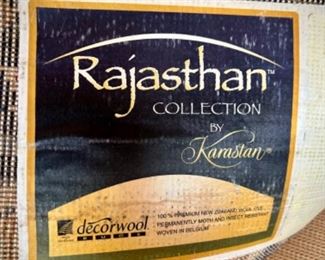 Rajasthan™
COLLECTION
BY
Karastan®
decorwool
100% PREMIUM NEW ZEALAND WOOL PILE
PERMANENTLY MOTH AND INSECT RESISTANT
WOVEN IN BELGIUM